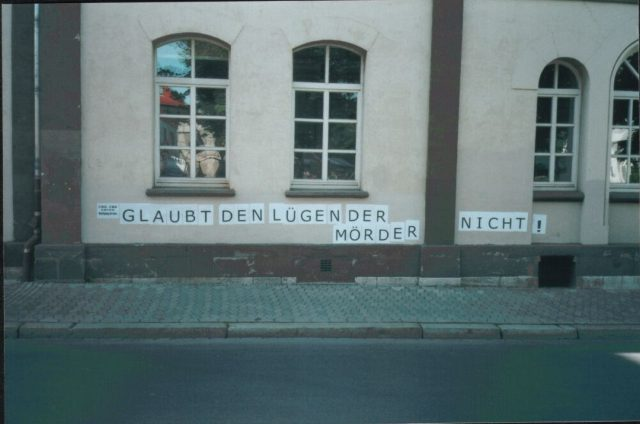 GLAUBT DEN LÜGEN DER
MÖRDER NICHT !